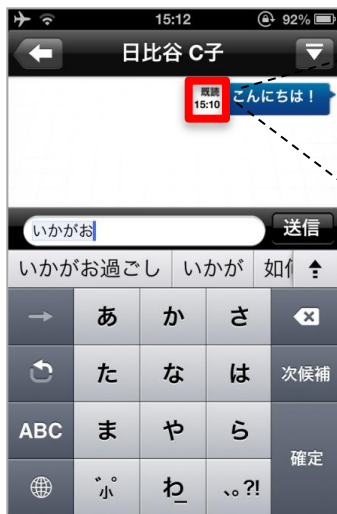 15:12
92%
日比谷 C子
既読
15:10
こんにちは！
いかがお
送信
いかがお過ごし いかが
→ あ か さ
た な は 次候補
ABC ま や ら
確定
小 わ 、。?!